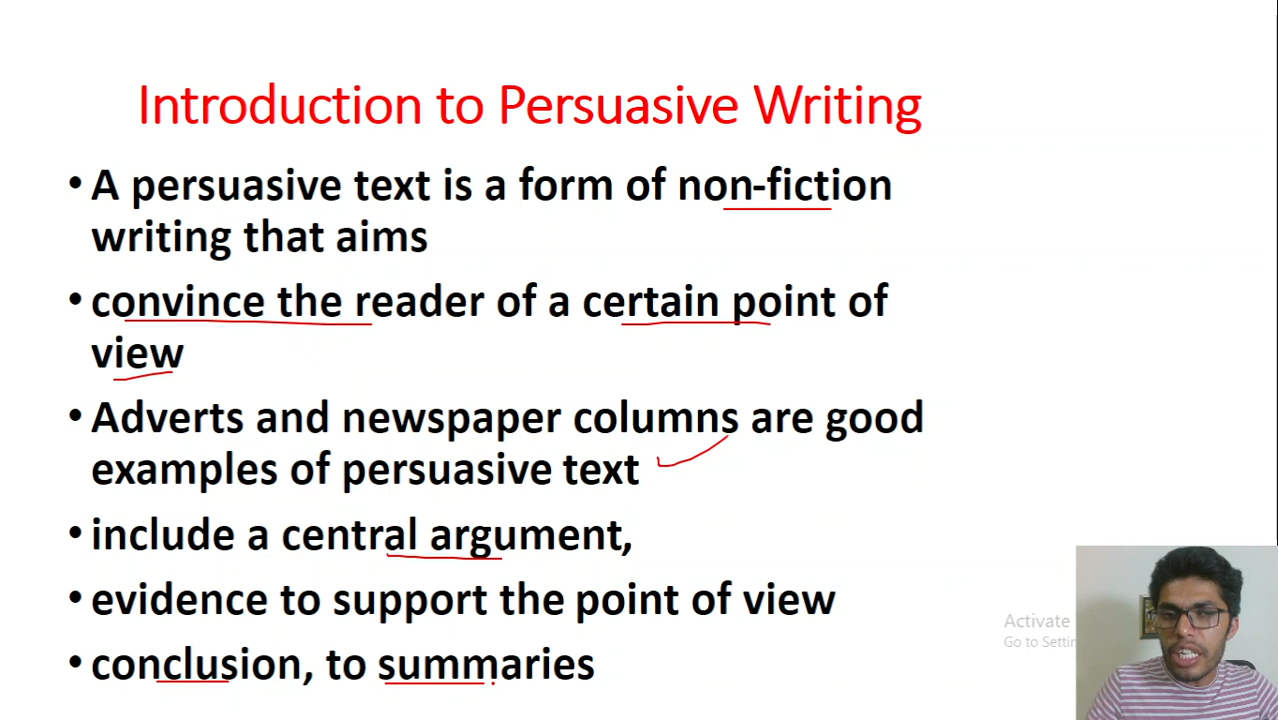 Introduction to Persuasive Writing
• A persuasive text is a form of non-fiction
writing that aims
• convince the reader of a certain point of
view
• Adverts and newspaper columns are good
examples of persuasive text
• include a central argument,
• evidence to support the point of view
• conclusion, to summaries
Activate
Go to Settin